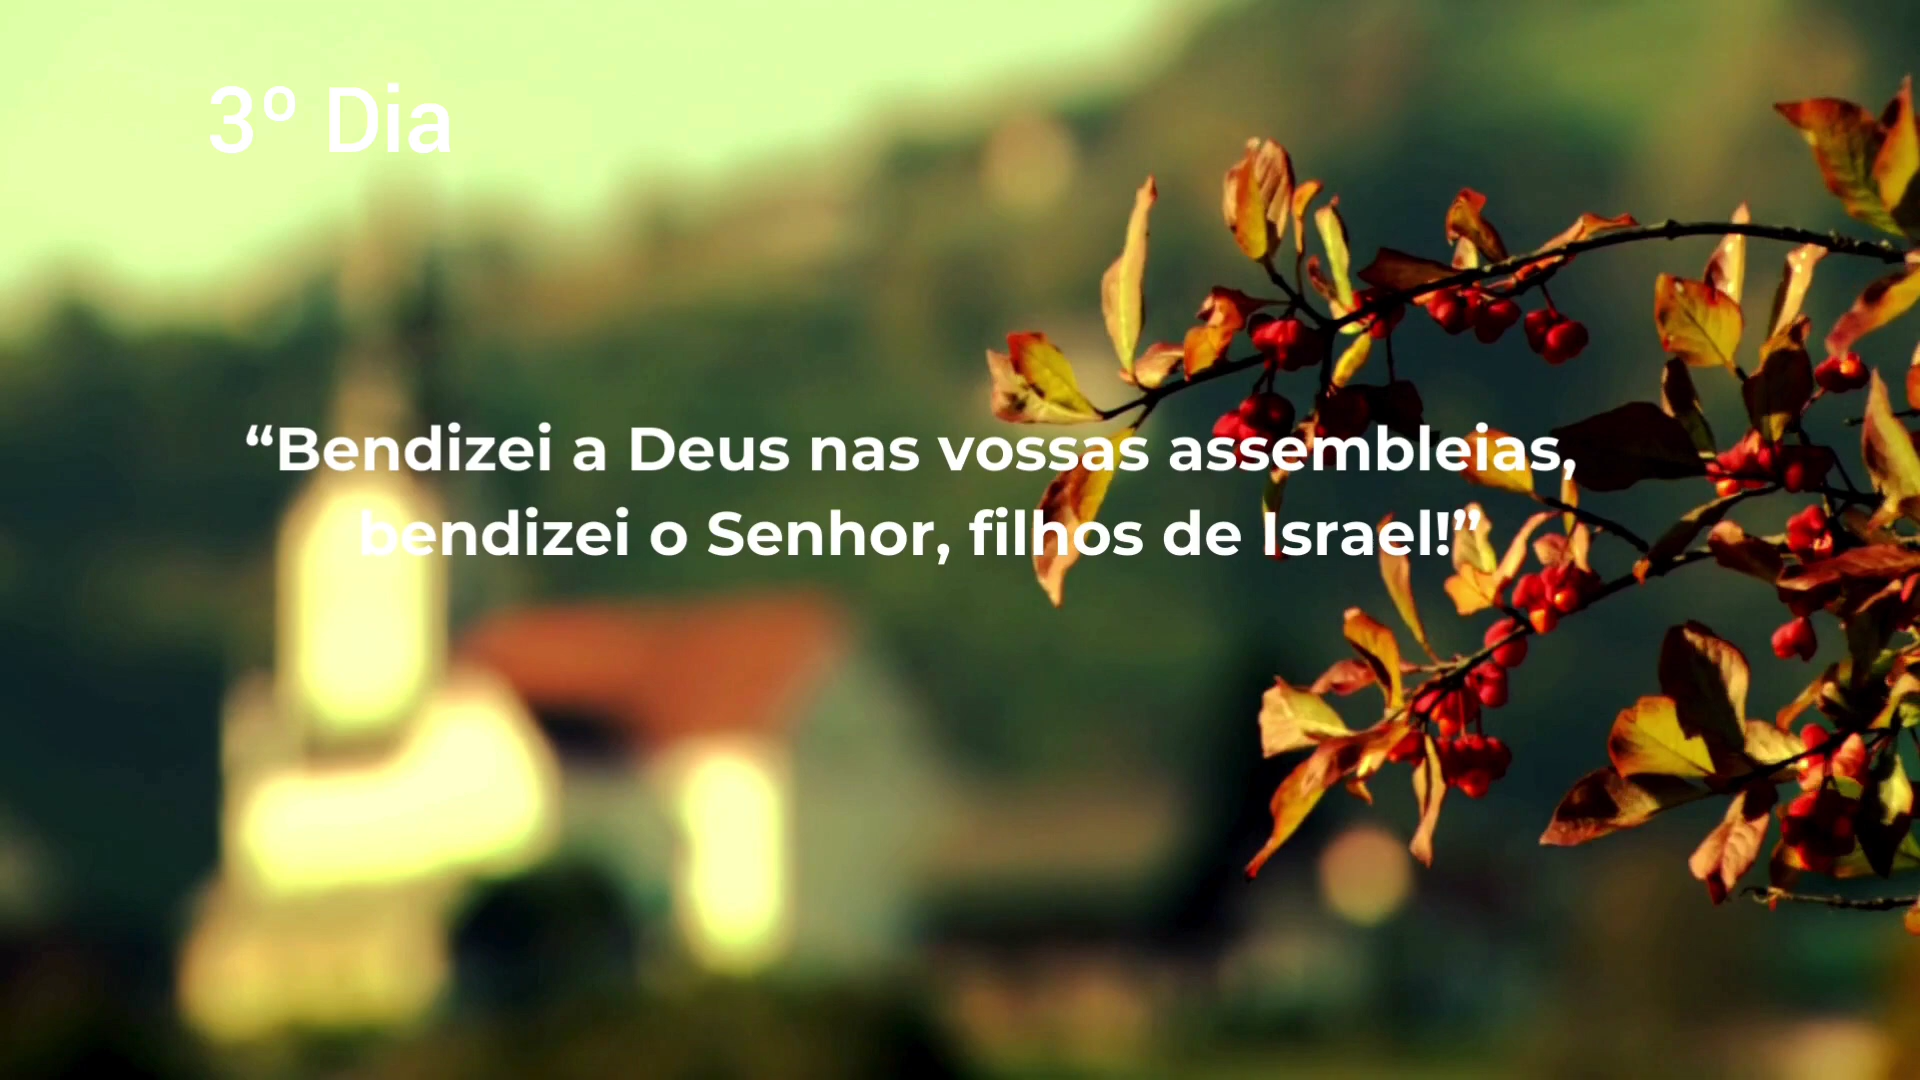 3º Dia
“Bendizei a Deus nas vossas assembleias,
bendizei o Senhor, filhos de Israel!”